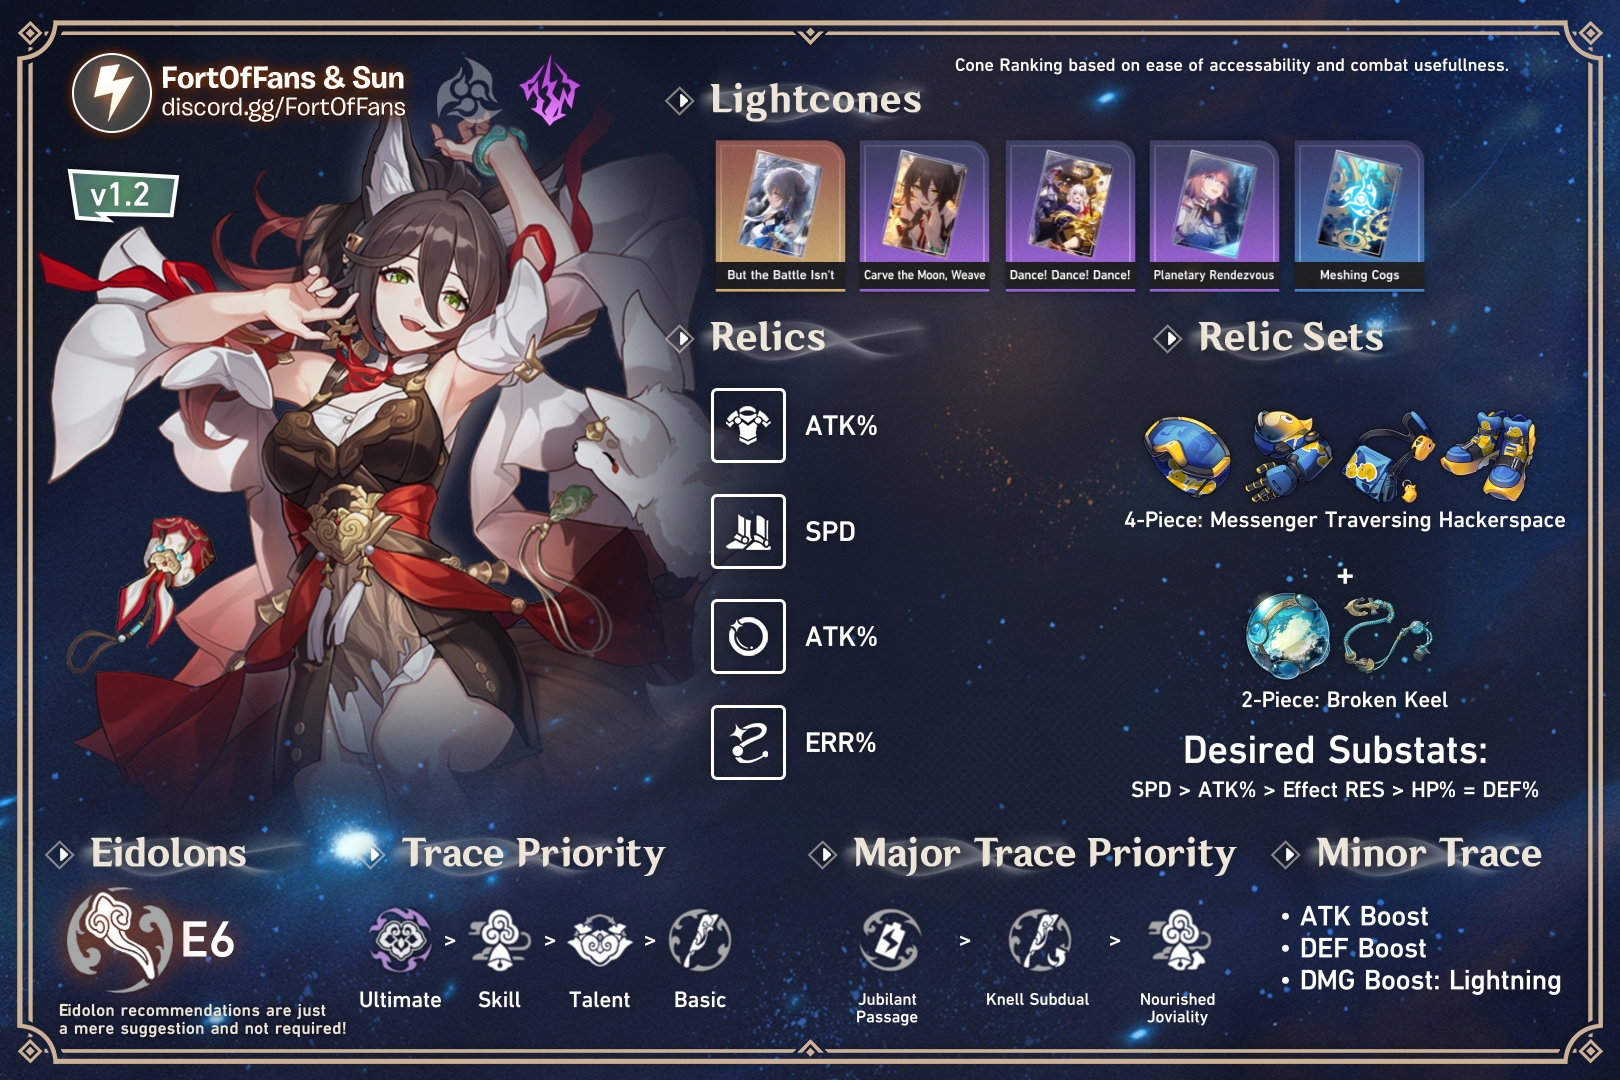 FortOfFans & Sun
discord.gg/FortOfFans
v1.2
Cone Ranking based on ease of accessability and combat usefullness.
Lightcones
But the Battle Isn't
Carve the Moon, Weave
Dance! Dance! Dance!
Planetary Rendezvous
Meshing Cogs
Relics
ATK%
SPD
ATK%
ERR%
Relic Sets
4-Piece: Messenger Traversing Hackerspace
+
2-Piece: Broken Keel
Desired Substats:
SPD > ATK% > Effect RES > HP% = DEF%
Eidolons
E6
Eidolon recommendations are just
a mere suggestion and not required!
Trace Priority
> > >
Ultimate Skill Talent Basic
Major Trace Priority
> >
Jubilant
Passage
Knell Subdual
Nourished
Joviality
Minor Trace
• ATK Boost
• DEF Boost
• DMG Boost: Lightning